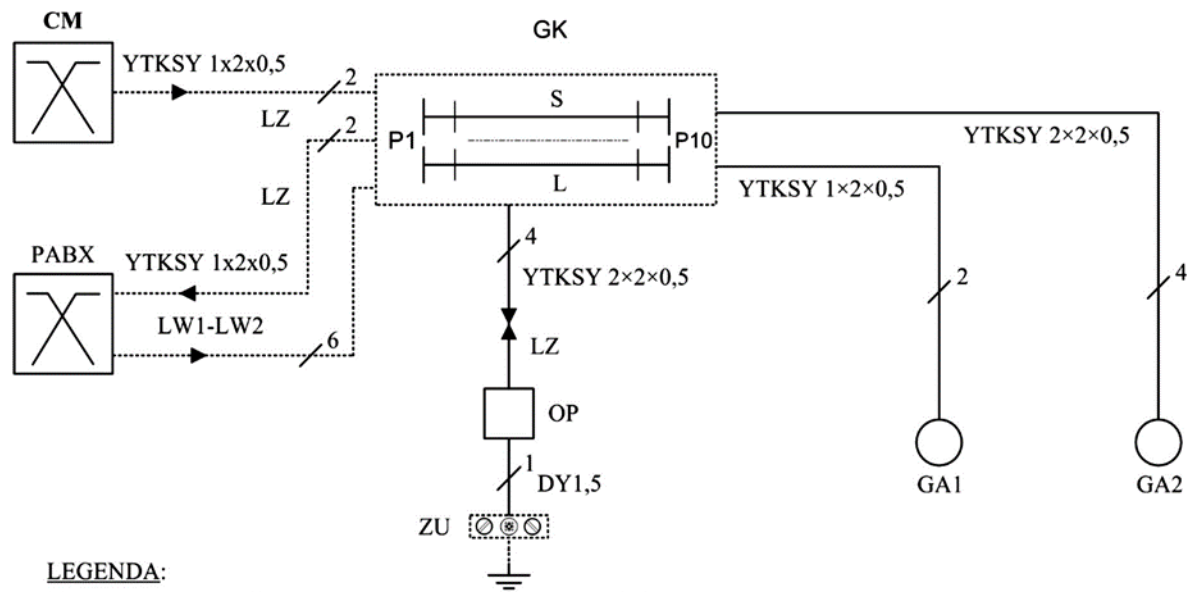 CM
GK
YTKSY 1x2x0,5
2
LZ
S
2
P1
P10
YTKSY 2×2×0,5
L
YTKSY 1×2×0,5
LZ
PABX
YTKSY 1x2x0,5
4
YTKSY 2×2×0,5
2
4
LW1-LW2
6
LZ
OP
1
DY1,5
GA1
GA2
ZU
LEGENDA: